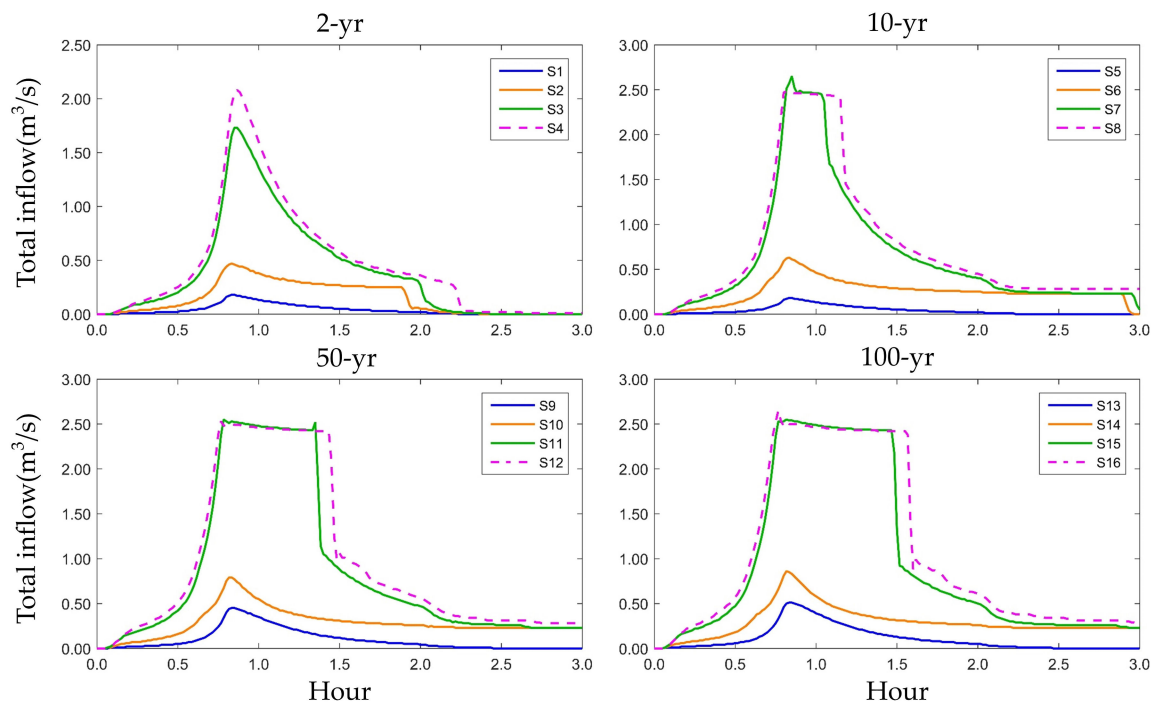 2-yr
10-yr
Total inflow(m³/s)
2.50
2.00
1.50
1.00
0.50
0.00
0.0 0.5 1.0 1.5 2.0 2.5 3.0
S1
S2
S3
S4
3.00
2.50
2.00
1.50
1.00
0.50
0.00
0.0 0.5 1.0 1.5 2.0 2.5 3.0
S5
S6
S7
S8
50-yr
100-yr
Total inflow(m³/s)
3.00
2.50
2.00
1.50
1.00
0.50
0.00
0.0 0.5 1.0 1.5 2.0 2.5 3.0
S9
S10
S11
S12
Hour
3.00
2.50
2.00
1.50
1.00
0.50
0.00
0.0 0.5 1.0 1.5 2.0 2.5 3.0
S13
S14
S15
S16
Hour